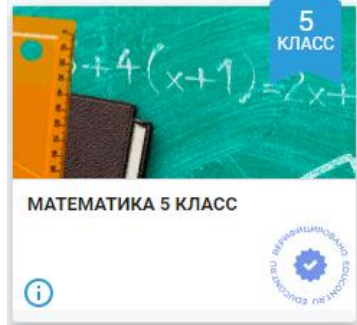 5
КЛАСС
+4(x+1)=2x+
МАТЕМАТИКА 5 КЛАСС
ВЕРИФИЦИРОВАНО EDUCONT.RU EDUCONT.RU